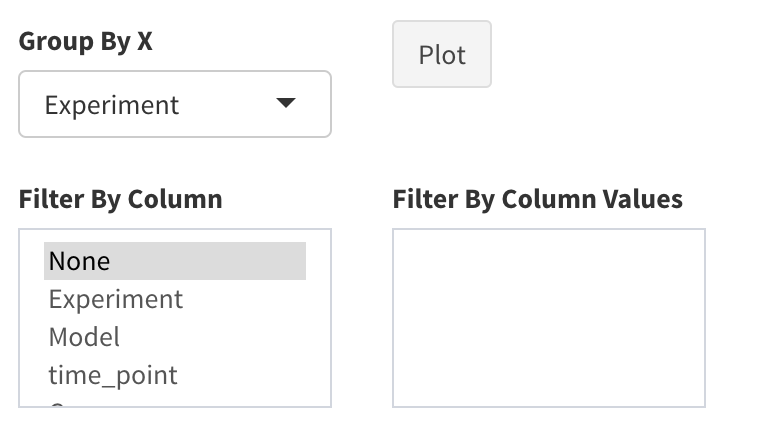 Group By X
Plot
Experiment
Filter By Column
Filter By Column Values
None
Experiment
Model
time_point